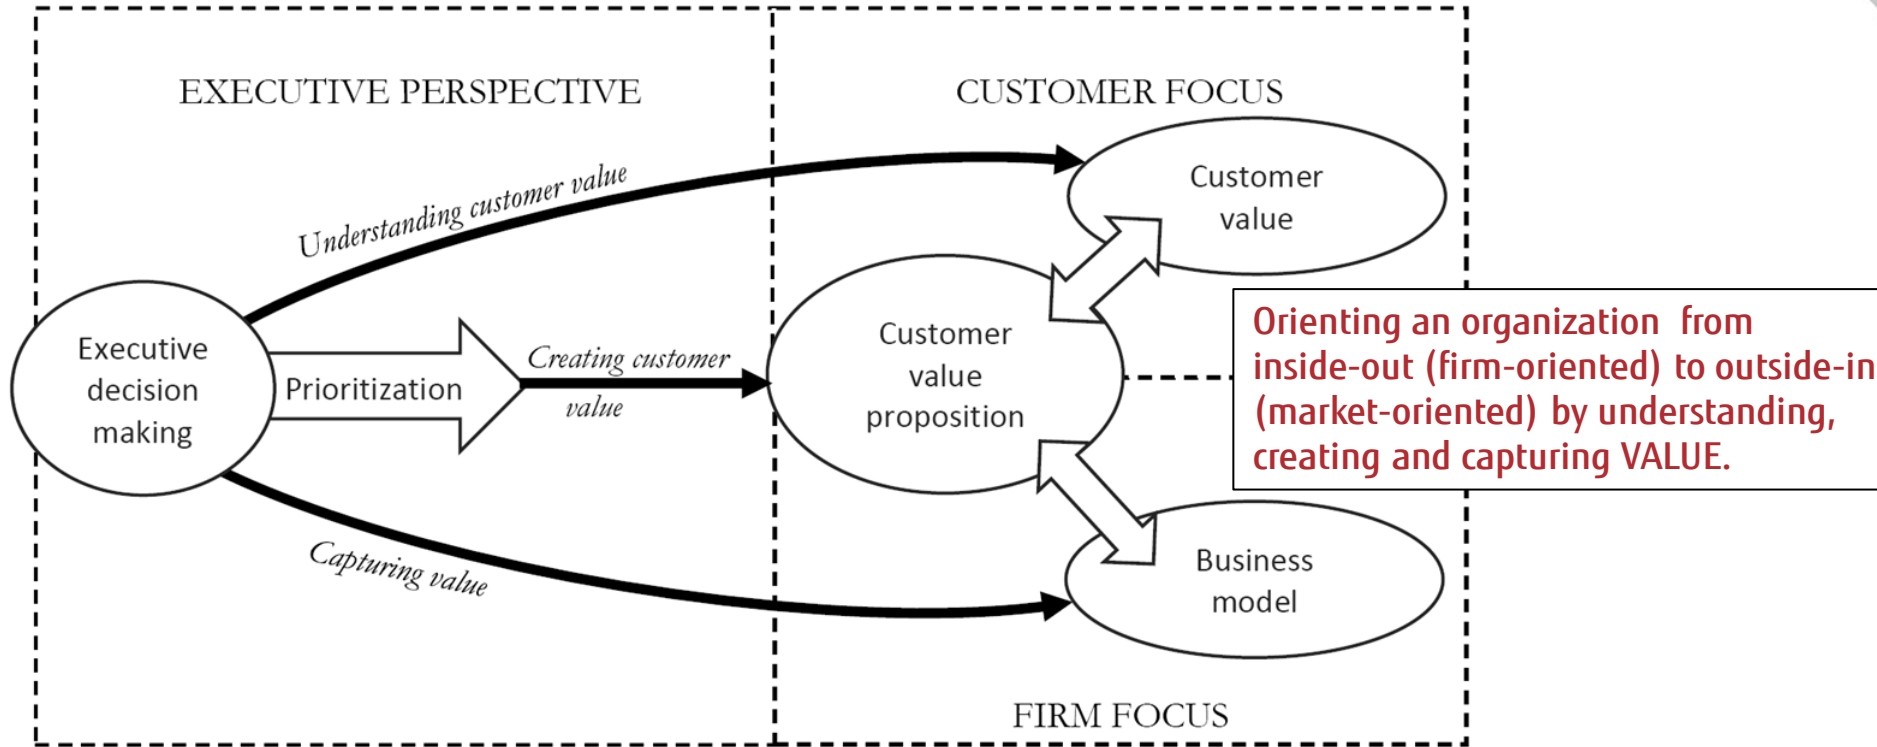 EXECUTIVE PERSPECTIVE
CUSTOMER FOCUS
Understanding customer value
Customer
value
Executive
decision
making
Prioritization
Creating customer
value
Customer
value
proposition
Orienting an organization from
inside-out (firm-oriented) to outside-in
(market-oriented) by understanding,
creating and capturing VALUE.
Capturing value
Business
model
FIRM FOCUS